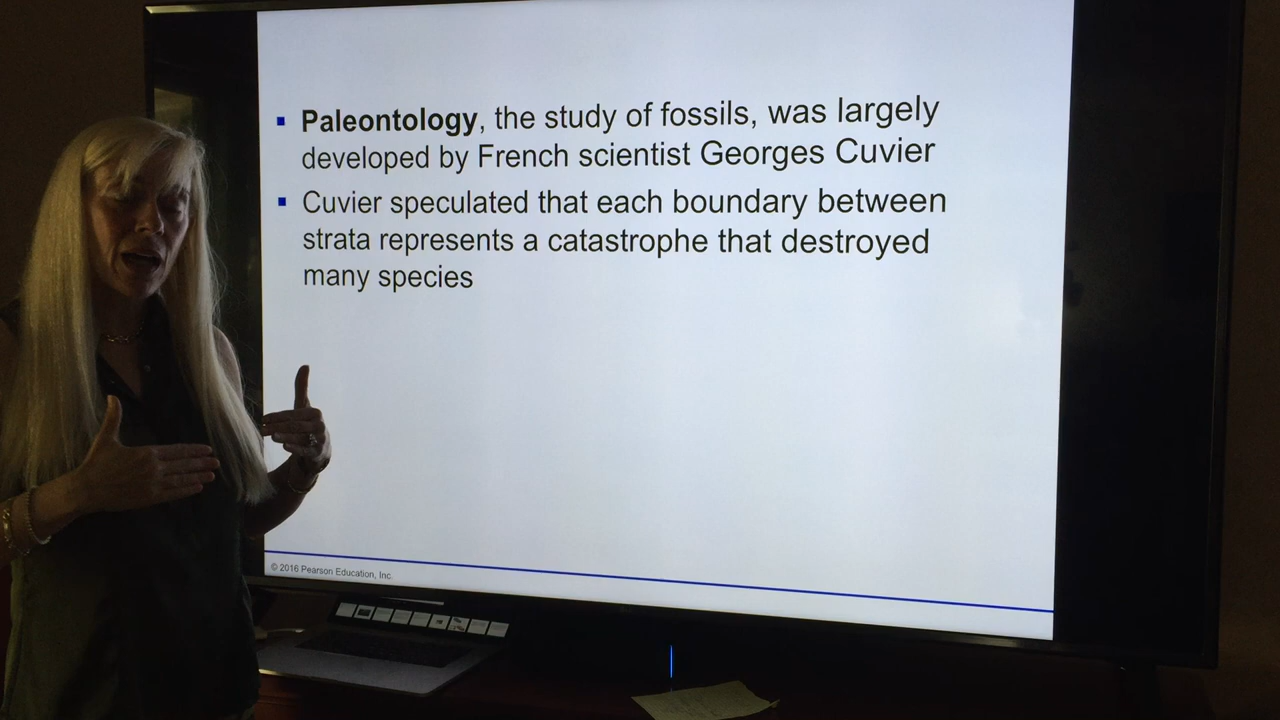 Paleontology, the study of fossils, was largely
developed by French scientist Georges Cuvier
Cuvier speculated that each boundary between
strata represents a catastrophe that destroyed
many species
© 2016 Pearson Education, Inc.